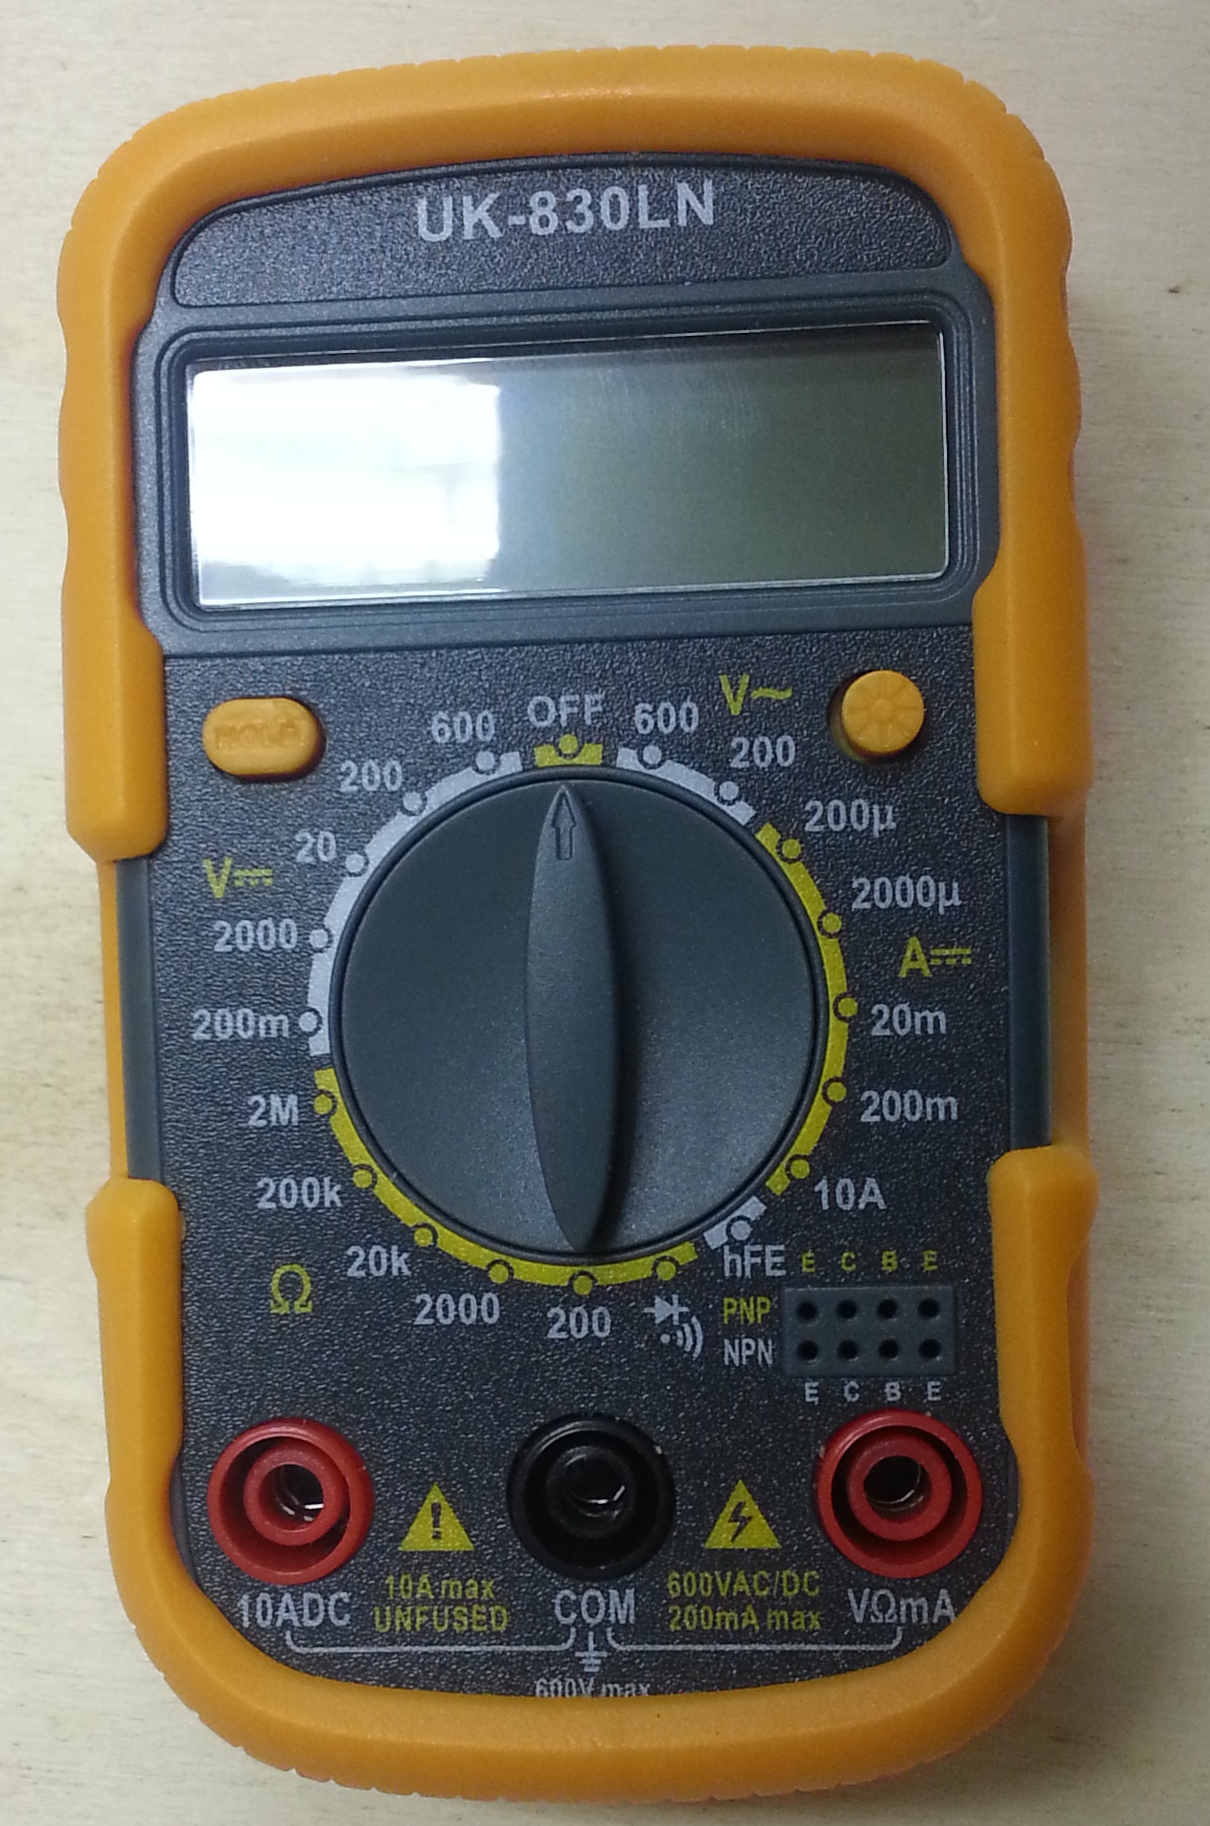 UK-830LN
HOLD
OFF
600
200
20
V⎓
2000
200m
2M
200k
20k
Ω
2000
200
600
V~
200
200µ
2000µ
A⎓
20m
200m
10A
hFE
E C B E
PNP
NPN
E C B E
10ADC
10A max
UNFUSED
COM
600VAC/DC
200mA max
VΩmA
600V max